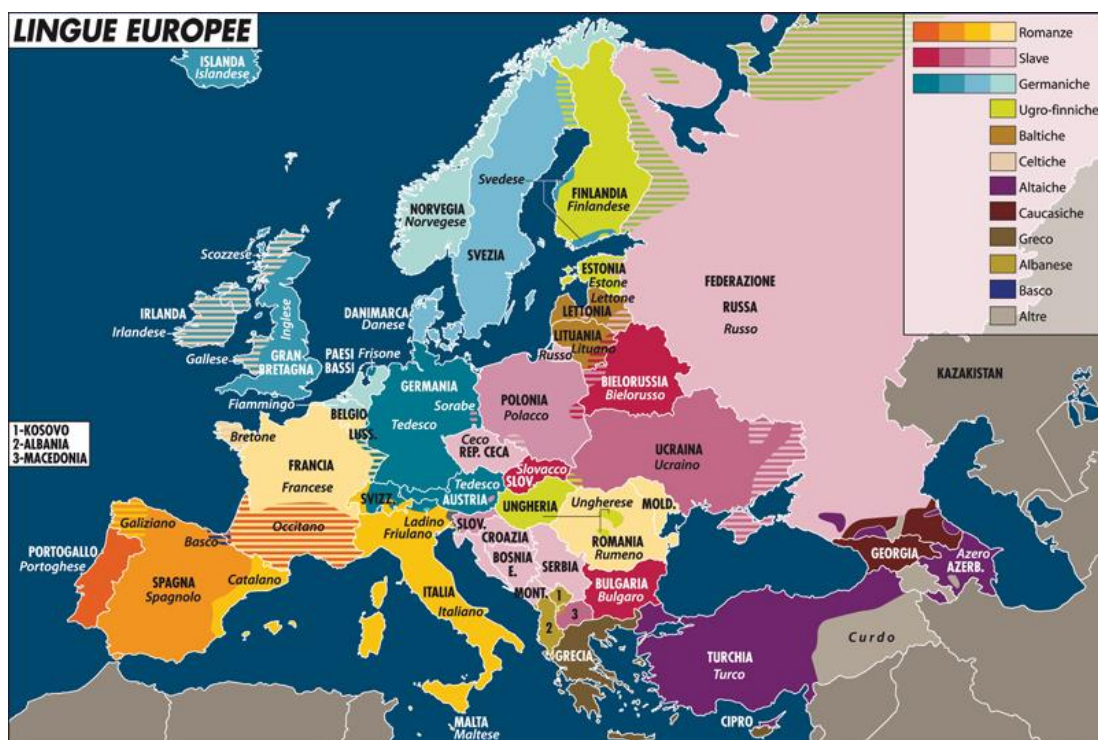 LINGUE EUROPEE
ISLANDA
Islandese
Romanze
Slave
Germaniche
Ugro-finniche
Baltiche
Celtiche
Altaiche
Caucasiche
Greco
Albanese
Basco
Altre
Svedese
FINLANDIA
Finlandese
NORVEGIA
Norvegese
SVEZIA
Scozzese
ESTONIA
Estone
Lettone
LETTONIA
FEDERAZIONE
RUSSA
Russo
IRLANDA
Irlandese
Inglese
DANIMARCA
Danese
LITUANIA
Lituano
Russo
Gallese
GRAN
BRETAGNA
PAESI
BASSI
Frisone
BIELORUSSIA
Bielorusso
KAZAKISTAN
GERMANIA
Tedesco
Sorabe
POLONIA
Polacco
Fiammingo
BELGIO
LUSS.
Bretone
1-KOSOVO
2-ALBANIA
3-MACEDONIA
Ceco
REP. CECA
UCRAINA
Ucraino
FRANCIA
Francese
Slovacco
SLOV.
Tedesco
AUSTRIA
SVIZZ.
UNGHERIA
Ungherese
MOLD.
Galiziano
Occitano
Ladino
Friulano
SLOV.
CROAZIA
ROMANIA
Rumeno
Basco
PORTOGALLO
Portoghese
BOSNIA
E.
SERBIA
GEORGIA
Azero
AZERB.
SPAGNA
Spagnolo
Catalano
ITALIA
Italiano
MONT.
1
BULGARIA
Bulgaro
2
3
GRECIA
TURCHIA
Turco
Curdo
MALTA
Maltese
CIPRO